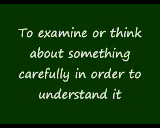 To examine or think
about something
carefully in order to
understand it